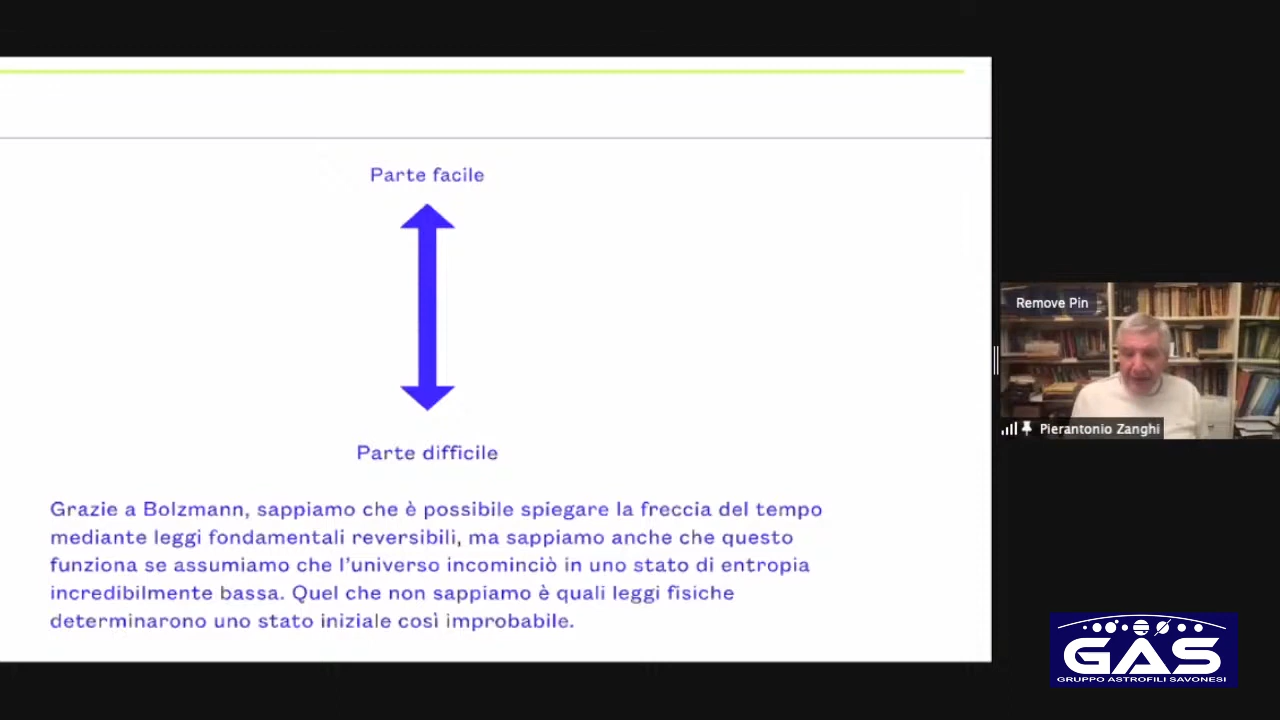 Parte facile
Parte difficile
Grazie a Bolzmann, sappiamo che è possibile spiegare la freccia del tempo
mediante leggi fondamentali reversibili, ma sappiamo anche che questo
funziona se assumiamo che l'universo incominciò in uno stato di entropia
incredibilmente bassa. Quel che non sappiamo è quali leggi fisiche
determinarono uno stato iniziale così improbabile.
Remove Pin
Pierantonio Zanghi
GAS
GRUPPO ASTROFILI SAVONESI